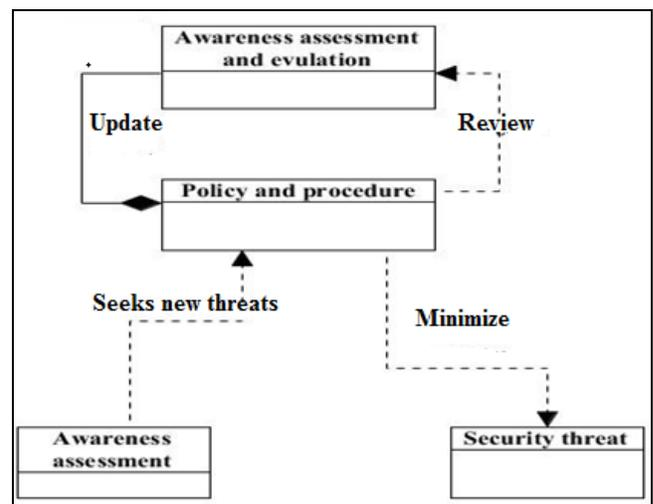 Awareness assessment
and evulation
Update
Review
Policy and procedure
Seeks new threats
Minimize
Awareness
assessment
Security threat